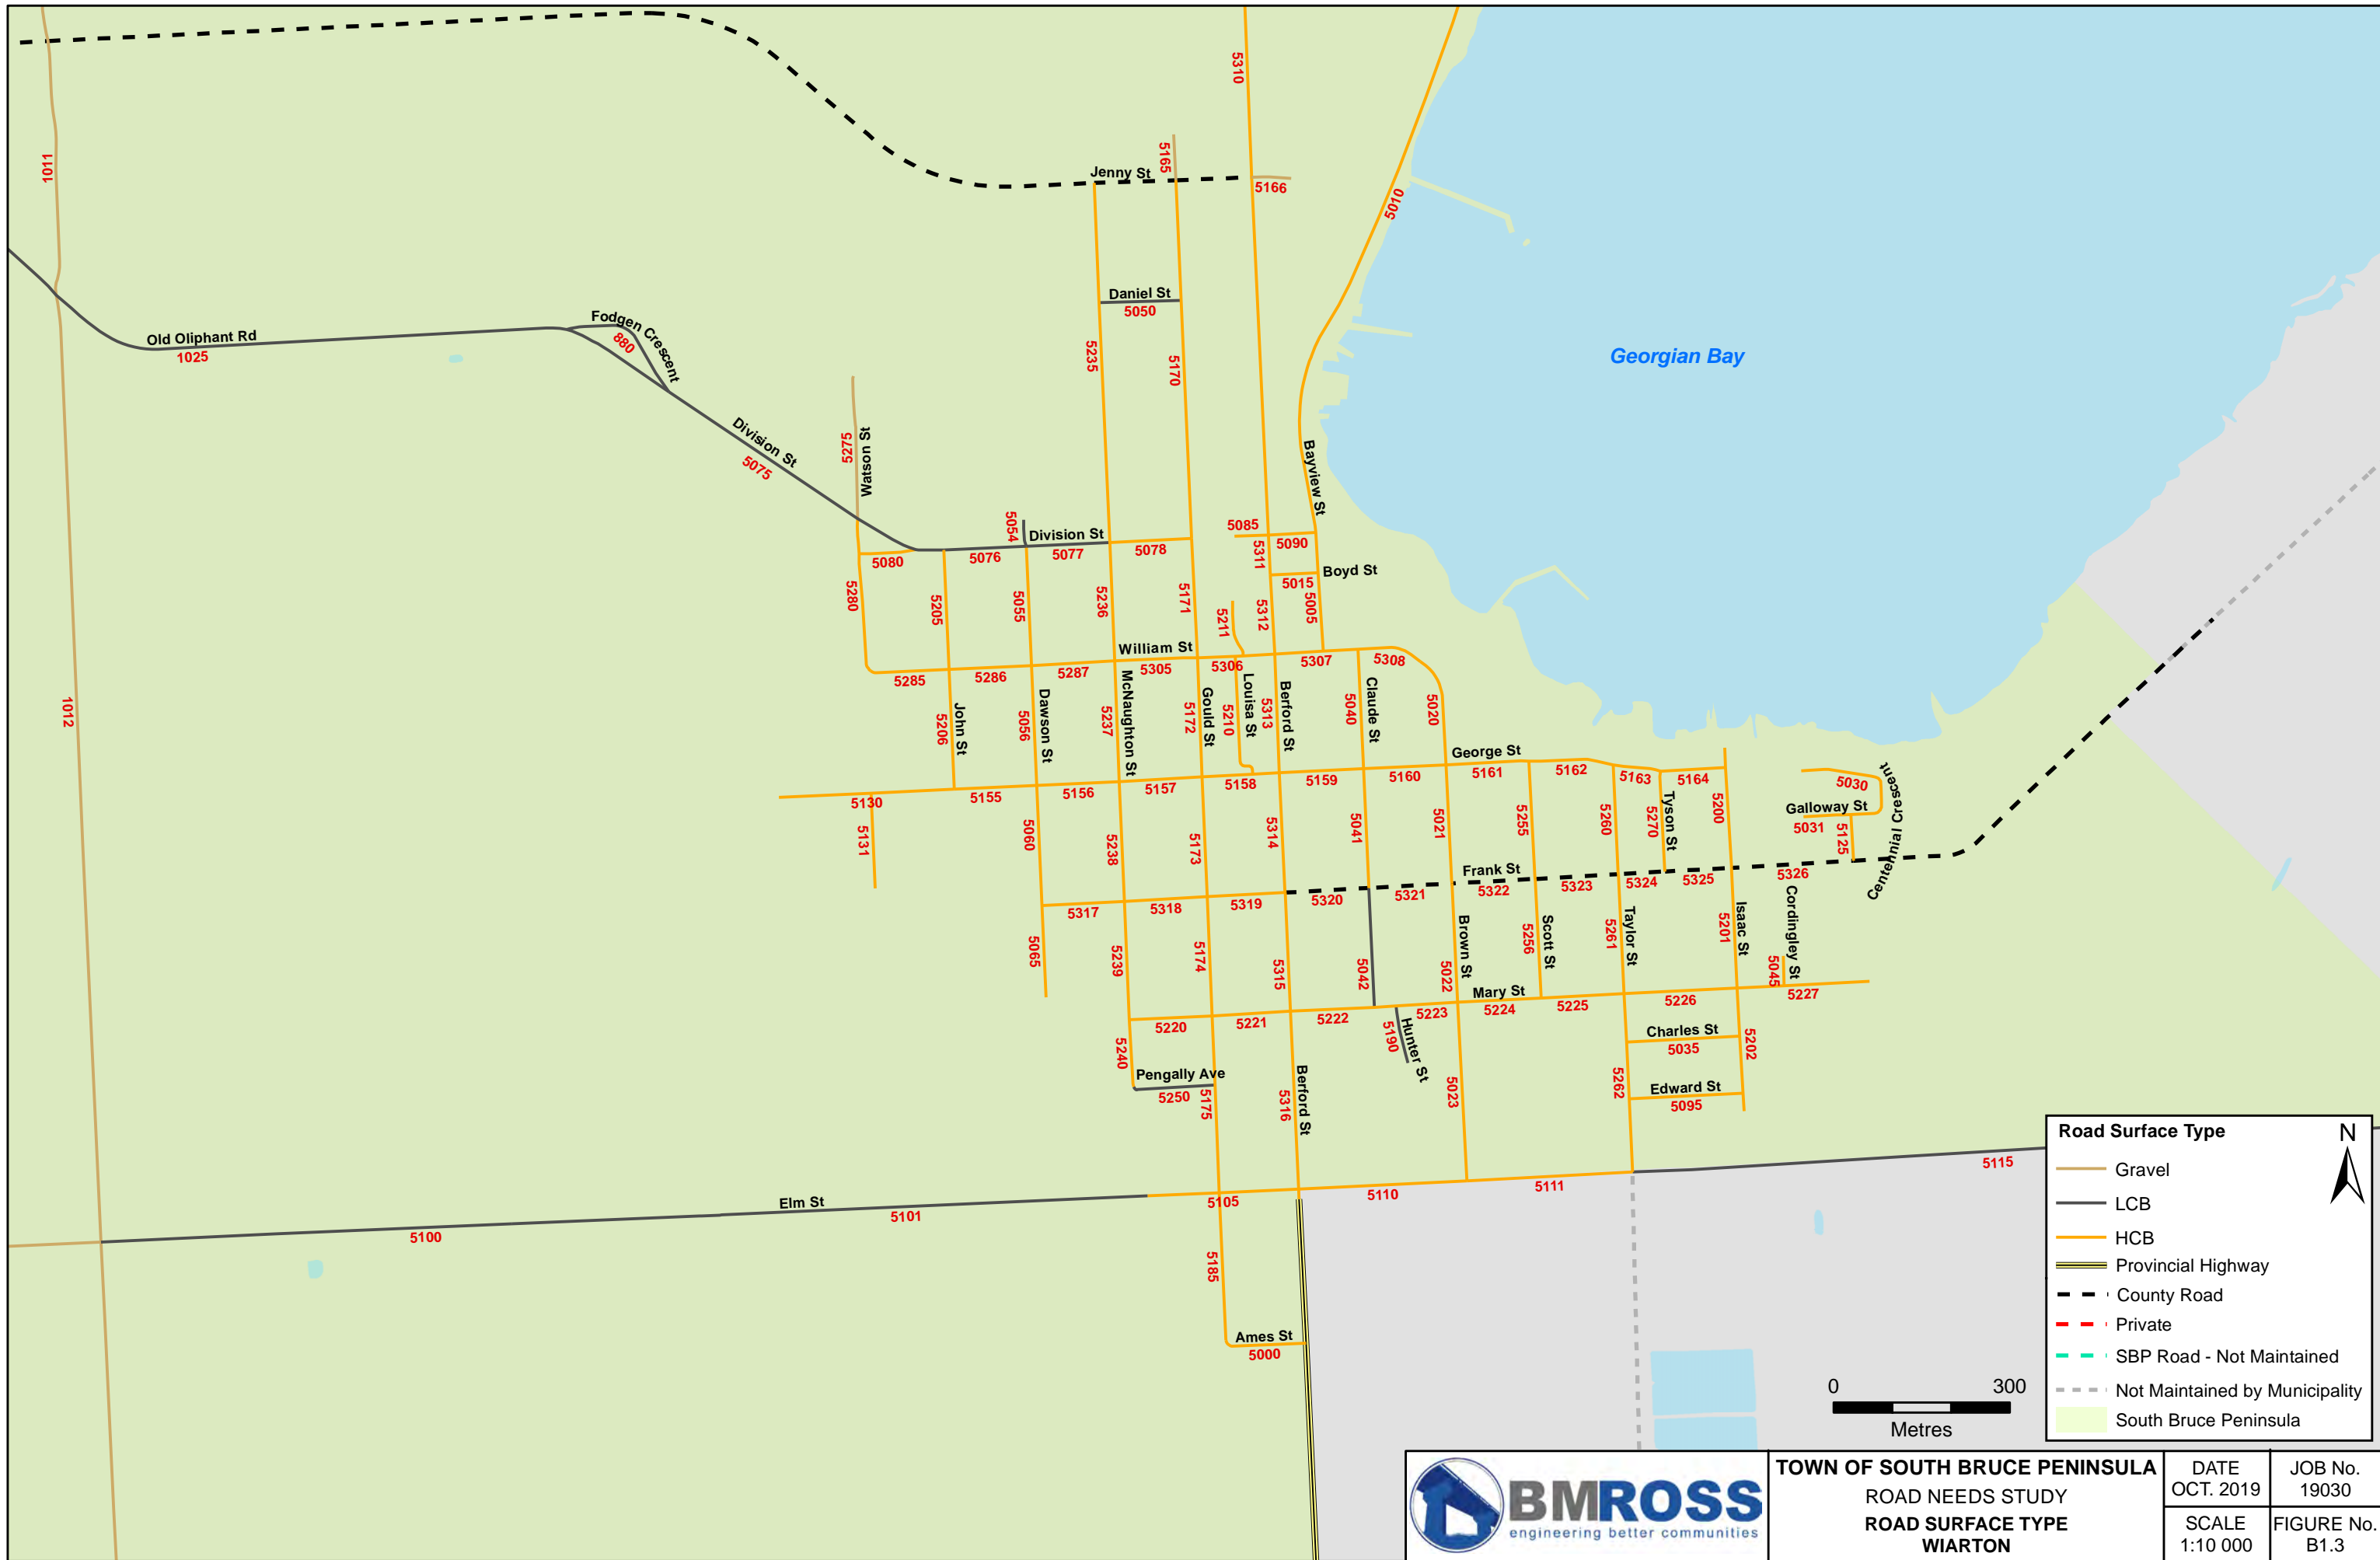 5310
1011
Jenny St
5165
5166
5010
Daniel St
5050
Old Oliphant Rd
1025
Fodgen Crescent
880
5235
5170
Georgian Bay
Division St
5075
5275
Watson St
Bayview St
5054
Division St
5085
5080
5076
5077
5078
5311
5090
5015
Boyd St
5280
5205
5055
5236
5171
5211
5312
5005
William St
5285
5286
5287
5305
5306
5307
5308
1012
5206
John St
5056
Dawson St
5237
McNaughton St
5172
Gould St
5210
Louisa St
5313
Berford St
5040
Claude St
5020
George St
5130
5155
5156
5157
5158
5159
5160
5161
5162
5163
5164
5030
Galloway St
5031
5125
Centennial Crescent
5131
5060
5238
5173
5314
5041
5021
5255
5260
5270
Tyson St
5200
Frank St
5317
5318
5319
5320
5321
5322
5323
5324
5325
5326
5065
5239
5174
5315
5042
5022
Brown St
5256
Scott St
5261
Taylor St
5201
Isaac St
5045
Cordingley St
Mary St
5220
5221
5222
5223
5224
5225
5226
5227
5240
5190
Hunter St
Charles St
5035
5202
Pengally Ave
5250
5175
5316
Berford St
5023
5262
Edward St
5095
Elm St
5100
5101
5105
5110
5111
5115
5185
Ames St
5000
Road Surface Type
N
Gravel
LCB
HCB
Provincial Highway
County Road
Private
SBP Road - Not Maintained
Not Maintained by Municipality
South Bruce Peninsula
0 300
Metres
BMROSS
engineering better communities
TOWN OF SOUTH BRUCE PENINSULA
ROAD NEEDS STUDY
ROAD SURFACE TYPE
WIARTON
DATE
OCT. 2019
JOB No.
19030
SCALE
1:10 000
FIGURE No.
B1.3